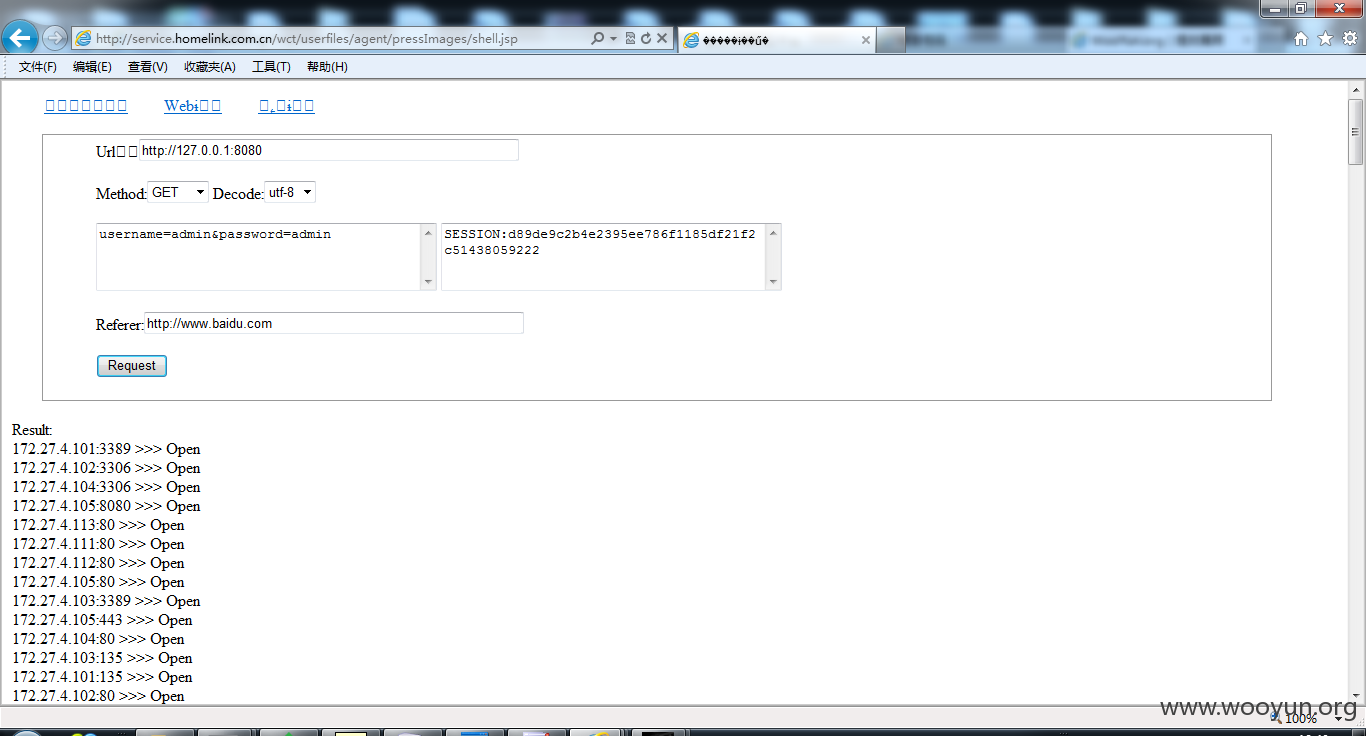 http://service.homelink.com.cn/wct/userfiles/agent/pressImages/shell.jsp
文件(F) 编辑(E) 查看(V) 收藏夹(A) 工具(T) 帮助(H)
Web
Url http://127.0.0.1:8080
Method: GET Decode: utf-8
username=admin&password=admin
SESSION:d89de9c2b4e2395ee786f1185df21f2
c51438059222
Referer: http://www.baidu.com
Request
Result:
172.27.4.101:3389 >>> Open
172.27.4.102:3306 >>> Open
172.27.4.104:3306 >>> Open
172.27.4.105:8080 >>> Open
172.27.4.113:80 >>> Open
172.27.4.111:80 >>> Open
172.27.4.112:80 >>> Open
172.27.4.105:80 >>> Open
172.27.4.103:3389 >>> Open
172.27.4.105:443 >>> Open
172.27.4.104:80 >>> Open
172.27.4.103:135 >>> Open
172.27.4.101:135 >>> Open
172.27.4.102:80 >>> Open
www.wooyun.org
100%